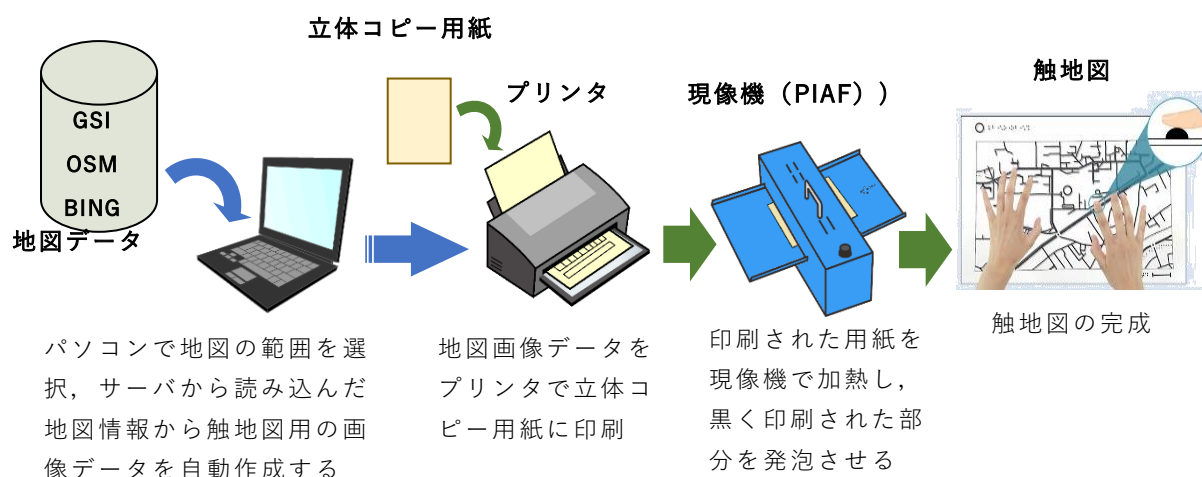 立体コピー用紙
GSI
OSM
BING
地図データ
プリンタ
現像機（PIAF））
触地図
パソコンで地図の範囲を選
択，サーバから読み込んだ
地図情報から触地図用の画
像データを自動作成する
地図画像データを
プリンタで立体コ
ピー用紙に印刷
印刷された用紙を
現像機で加熱し，
黒く印刷された部
分を発泡させる
触地図の完成